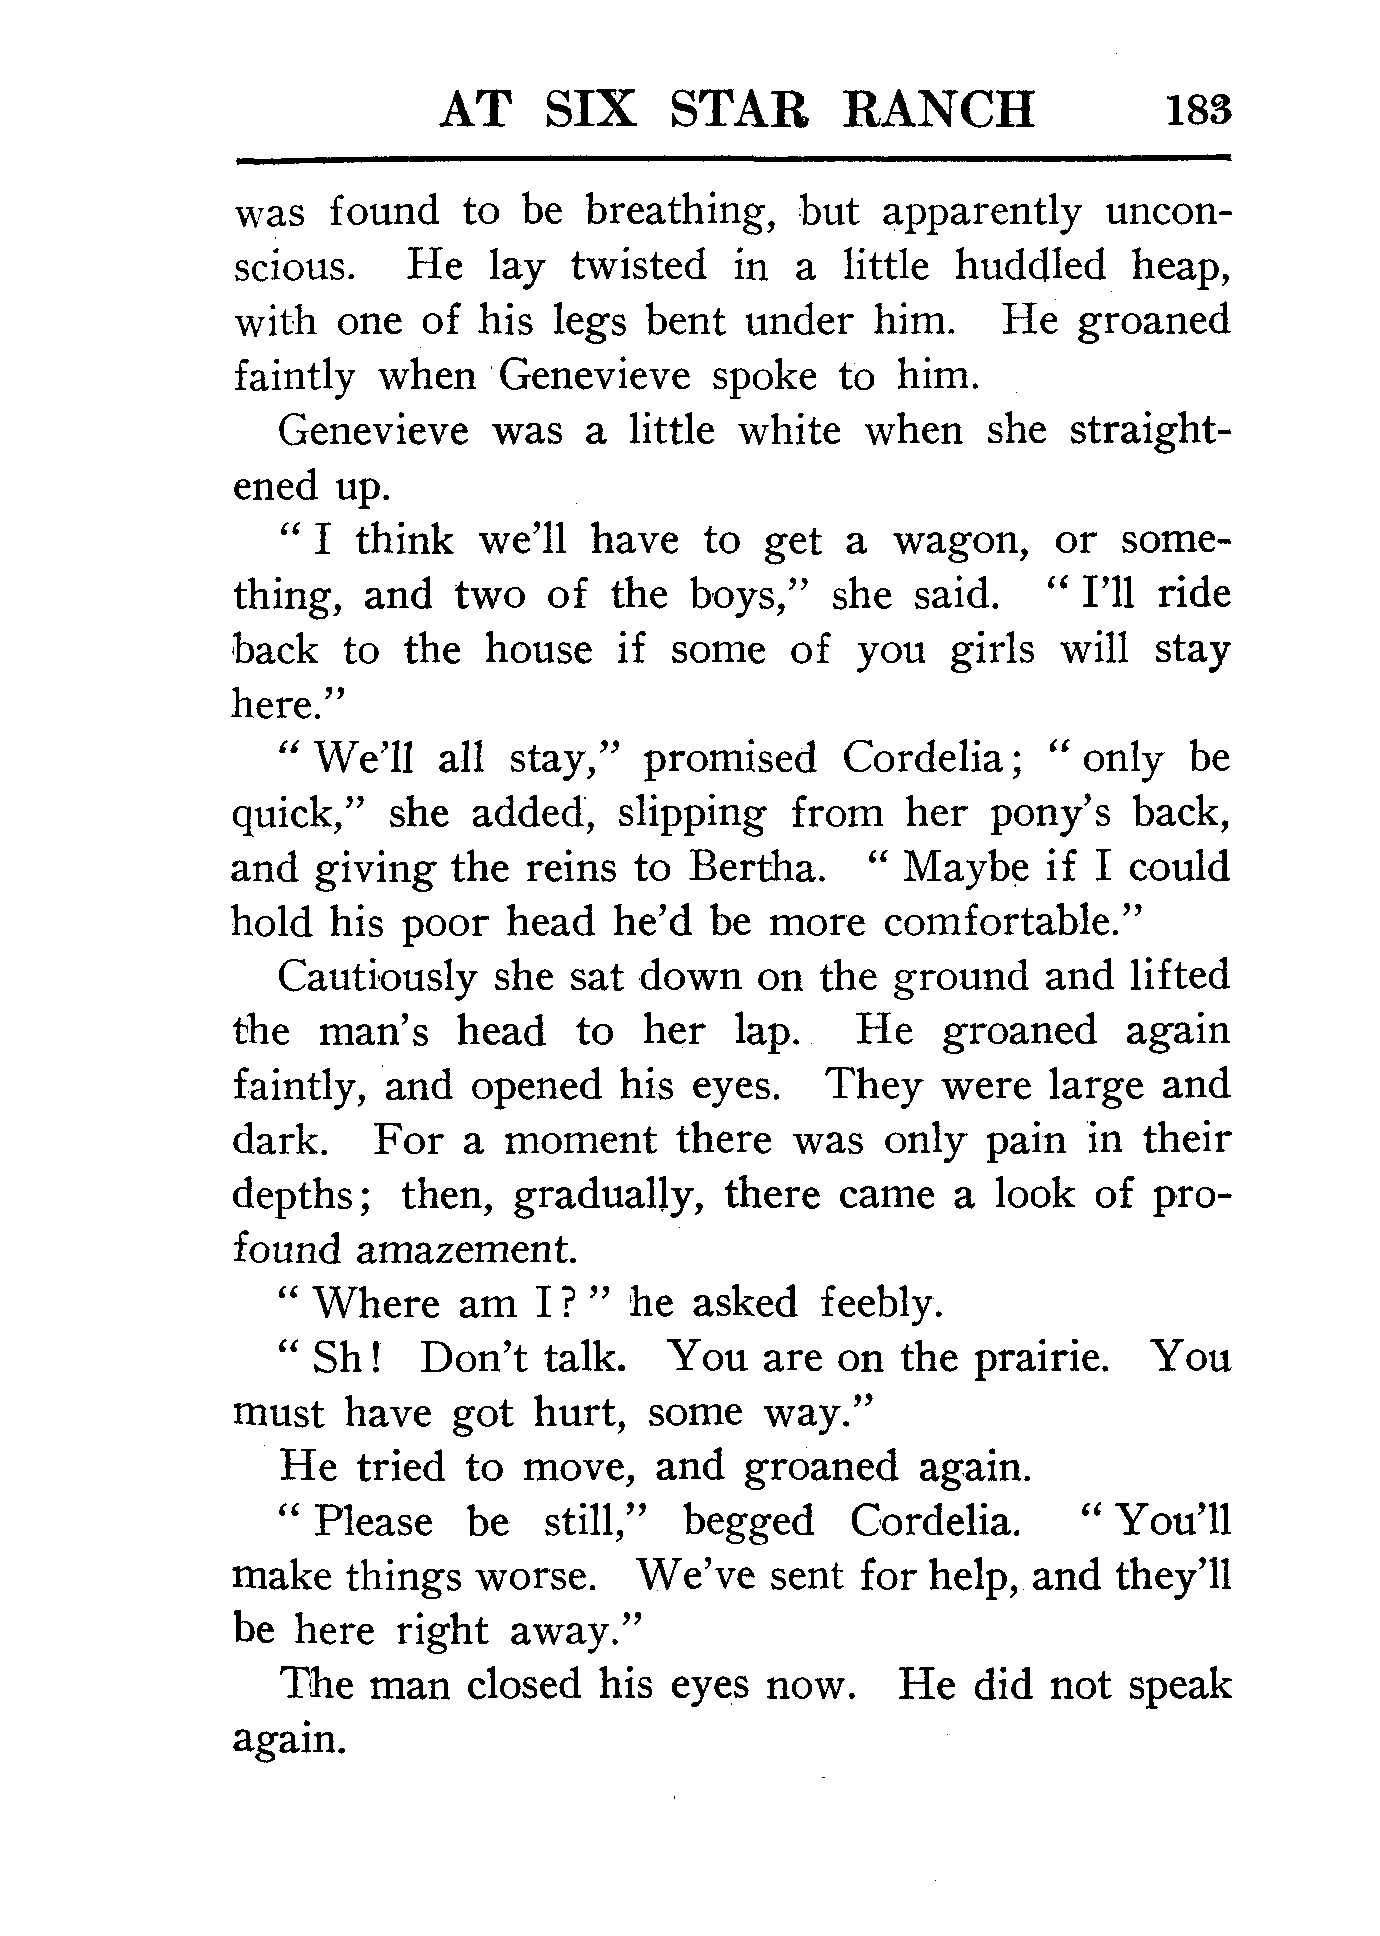 AT SIX STAR RANCH 183
was found to be breathing, but apparently uncon-
scious. He lay twisted in a little huddled heap,
with one of his legs bent under him. He groaned
faintly when Genevieve spoke to him.
Genevieve was a little white when she straight-
ened up.
“ I think we’ll have to get a wagon, or some-
thing, and two of the boys,” she said. “ I’ll ride
back to the house if some of you girls will stay
here.”
“ We’ll all stay,” promised Cordelia; “ only be
quick,” she added, slipping from her pony’s back,
and giving the reins to Bertha. “ Maybe if I could
hold his poor head he’d be more comfortable.”
Cautiously she sat down on the ground and lifted
the man’s head to her lap. He groaned again
faintly, and opened his eyes. They were large and
dark. For a moment there was only pain in their
depths; then, gradually, there came a look of pro-
found amazement.
“ Where am I? ” he asked feebly.
“ Sh! Don’t talk. You are on the prairie. You
must have got hurt, some way.”
He tried to move, and groaned again.
“ Please be still,” begged Cordelia. “ You’ll
make things worse. We’ve sent for help, and they’ll
be here right away.”
The man closed his eyes now. He did not speak
again.